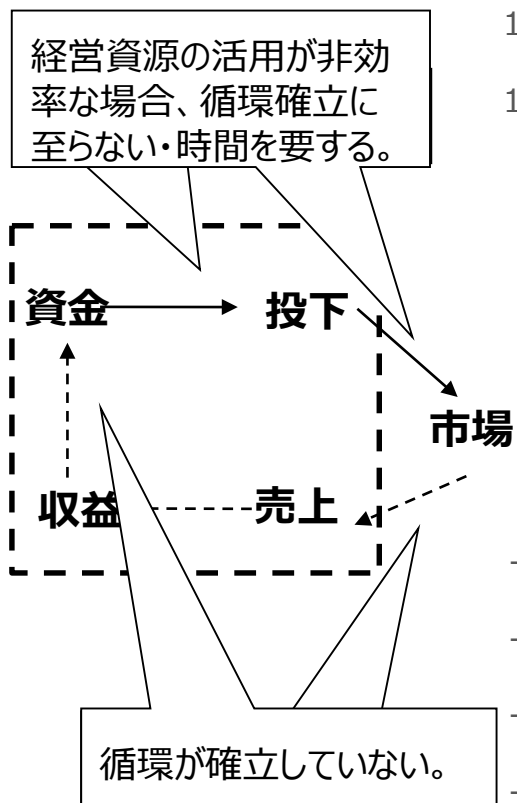 経営資源の活用が非効
率な場合、循環確立に
至らない・時間を要する。
1
1
資金
投下
市場
収益
売上
循環が確立していない。